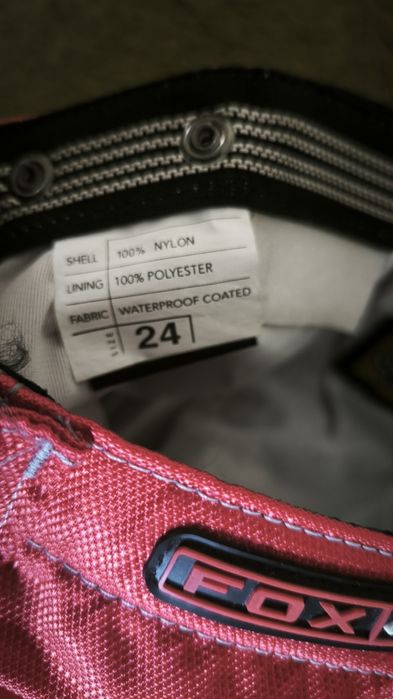 SHELL 100% NYLON
LINING 100% POLYESTER
FABRIC WATERPROOF COATED
SIZE 24
FOX